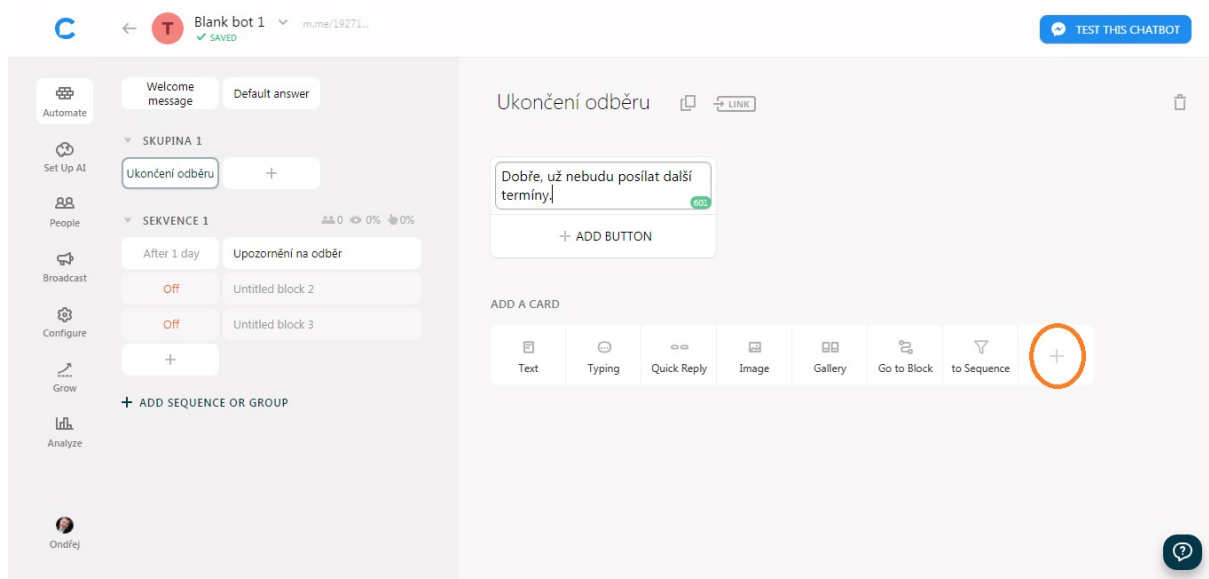 C
T
Blank bot 1
m.me/19271...
SAVED
TEST THIS CHATBOT
Automate
Set Up AI
People
Broadcast
Configure
Grow
Analyze
Ondřej
Welcome
message
Default answer
SKUPINA 1
Ukončení odběru
+
SEKVENCE 1
0
0%
0%
After 1 day
Upozornění na odběr
Off
Untitled block 2
Off
Untitled block 3
+
+ ADD SEQUENCE OR GROUP
Ukončení odběru
LINK
Dobře, už nebudu posílat další
termíny.
601
+ ADD BUTTON
ADD A CARD
Text
Typing
Quick Reply
Image
Gallery
Go to Block
to Sequence
+
?